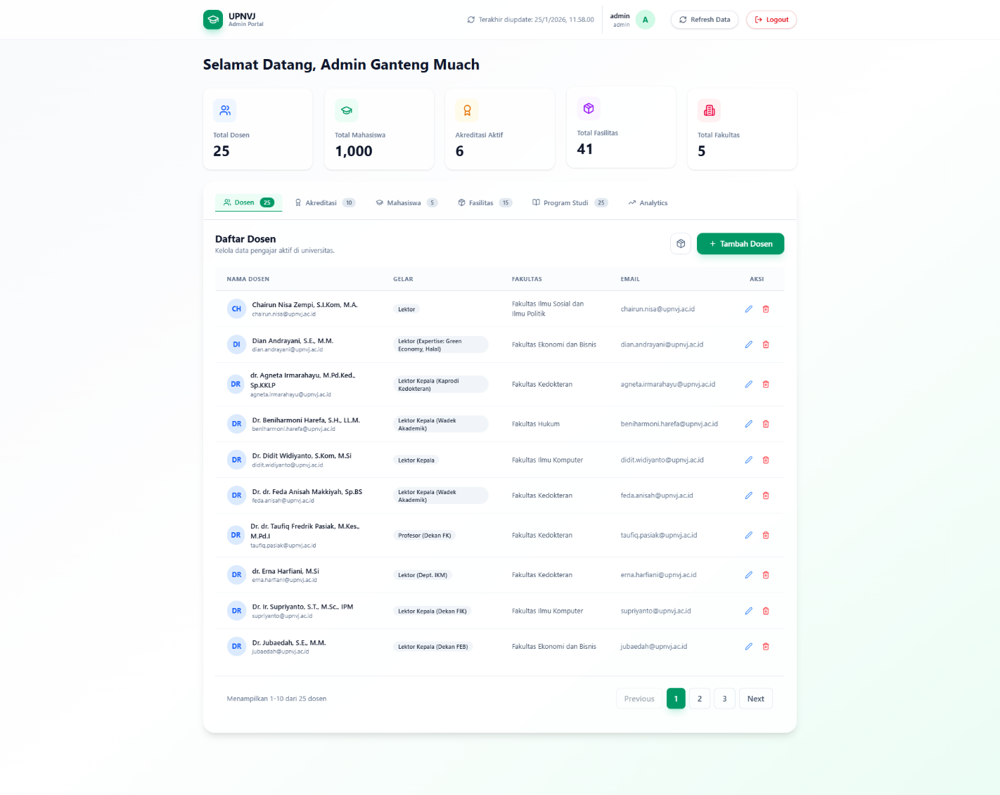 UPNVJ
Admin Portal
Terakhir diupdate: 25/1/2026, 11.58.00
admin
admin
A
Refresh Data
Logout
Selamat Datang, Admin Ganteng Muach
Total Dosen
25
Total Mahasiswa
1,000
Akreditasi Aktif
6
Total Fasilitas
41
Total Fakultas
5
Dosen 25
Akreditasi 10
Mahasiswa 5
Fasilitas 15
Program Studi 25
Analytics
Daftar Dosen
Kelola data pengajar aktif di universitas.
+ Tambah Dosen
NAMA DOSEN GELAR FAKULTAS EMAIL AKSI
CH
Chairun Nisa Zempi, S.I.Kom, M.A.
chairun.nisa@upnvj.ac.id
Lektor
Fakultas Ilmu Sosial dan
Ilmu Politik
chairun.nisa@upnvj.ac.id
DI
Dian Andrayani, S.E., M.M.
dian.andrayani@upnvj.ac.id
Lektor (Expertise: Green
Economy, Halal)
Fakultas Ekonomi dan Bisnis
dian.andrayani@upnvj.ac.id
DR
dr. Agneta Irmarahayu, M.Pd.Ked.,
Sp.KKLP
agneta.irmarahayu@upnvj.ac.id
Lektor Kepala (Kaprodi
Kedokteran)
Fakultas Kedokteran
agneta.irmarahayu@upnvj.ac.id
DR
Dr. Beniharmoni Harefa, S.H., LL.M.
beniharmoni.harefa@upnvj.ac.id
Lektor Kepala (Wadek
Akademik)
Fakultas Hukum
beniharmoni.harefa@upnvj.ac.id
DR
Dr. Didit Widiyanto, S.Kom, M.Si
didit.widiyanto@upnvj.ac.id
Lektor Kepala
Fakultas Ilmu Komputer
didit.widiyanto@upnvj.ac.id
DR
Dr. dr. Feda Anisah Makkiyah, Sp.BS
feda.anisah@upnvj.ac.id
Lektor Kepala (Wadek
Akademik)
Fakultas Kedokteran
feda.anisah@upnvj.ac.id
DR
Dr. dr. Taufiq Fredrik Pasiak, M.Kes.,
M.Pd.I
taufiq.pasiak@upnvj.ac.id
Profesor (Dekan FK)
Fakultas Kedokteran
taufiq.pasiak@upnvj.ac.id
DR
dr. Erna Harfiani, M.Si
erna.harfiani@upnvj.ac.id
Lektor (Dept. IKM)
Fakultas Kedokteran
erna.harfiani@upnvj.ac.id
DR
Dr. Ir. Supriyanto, S.T., M.Sc., IPM
supriyanto@upnvj.ac.id
Lektor Kepala (Dekan FIK)
Fakultas Ilmu Komputer
supriyanto@upnvj.ac.id
DR
Dr. Jubaedah, S.E., M.M.
jubaedah@upnvj.ac.id
Lektor Kepala (Dekan FEB)
Fakultas Ekonomi dan Bisnis
jubaedah@upnvj.ac.id
Menampilkan 1-10 dari 25 dosen
Previous 1 2 3 Next